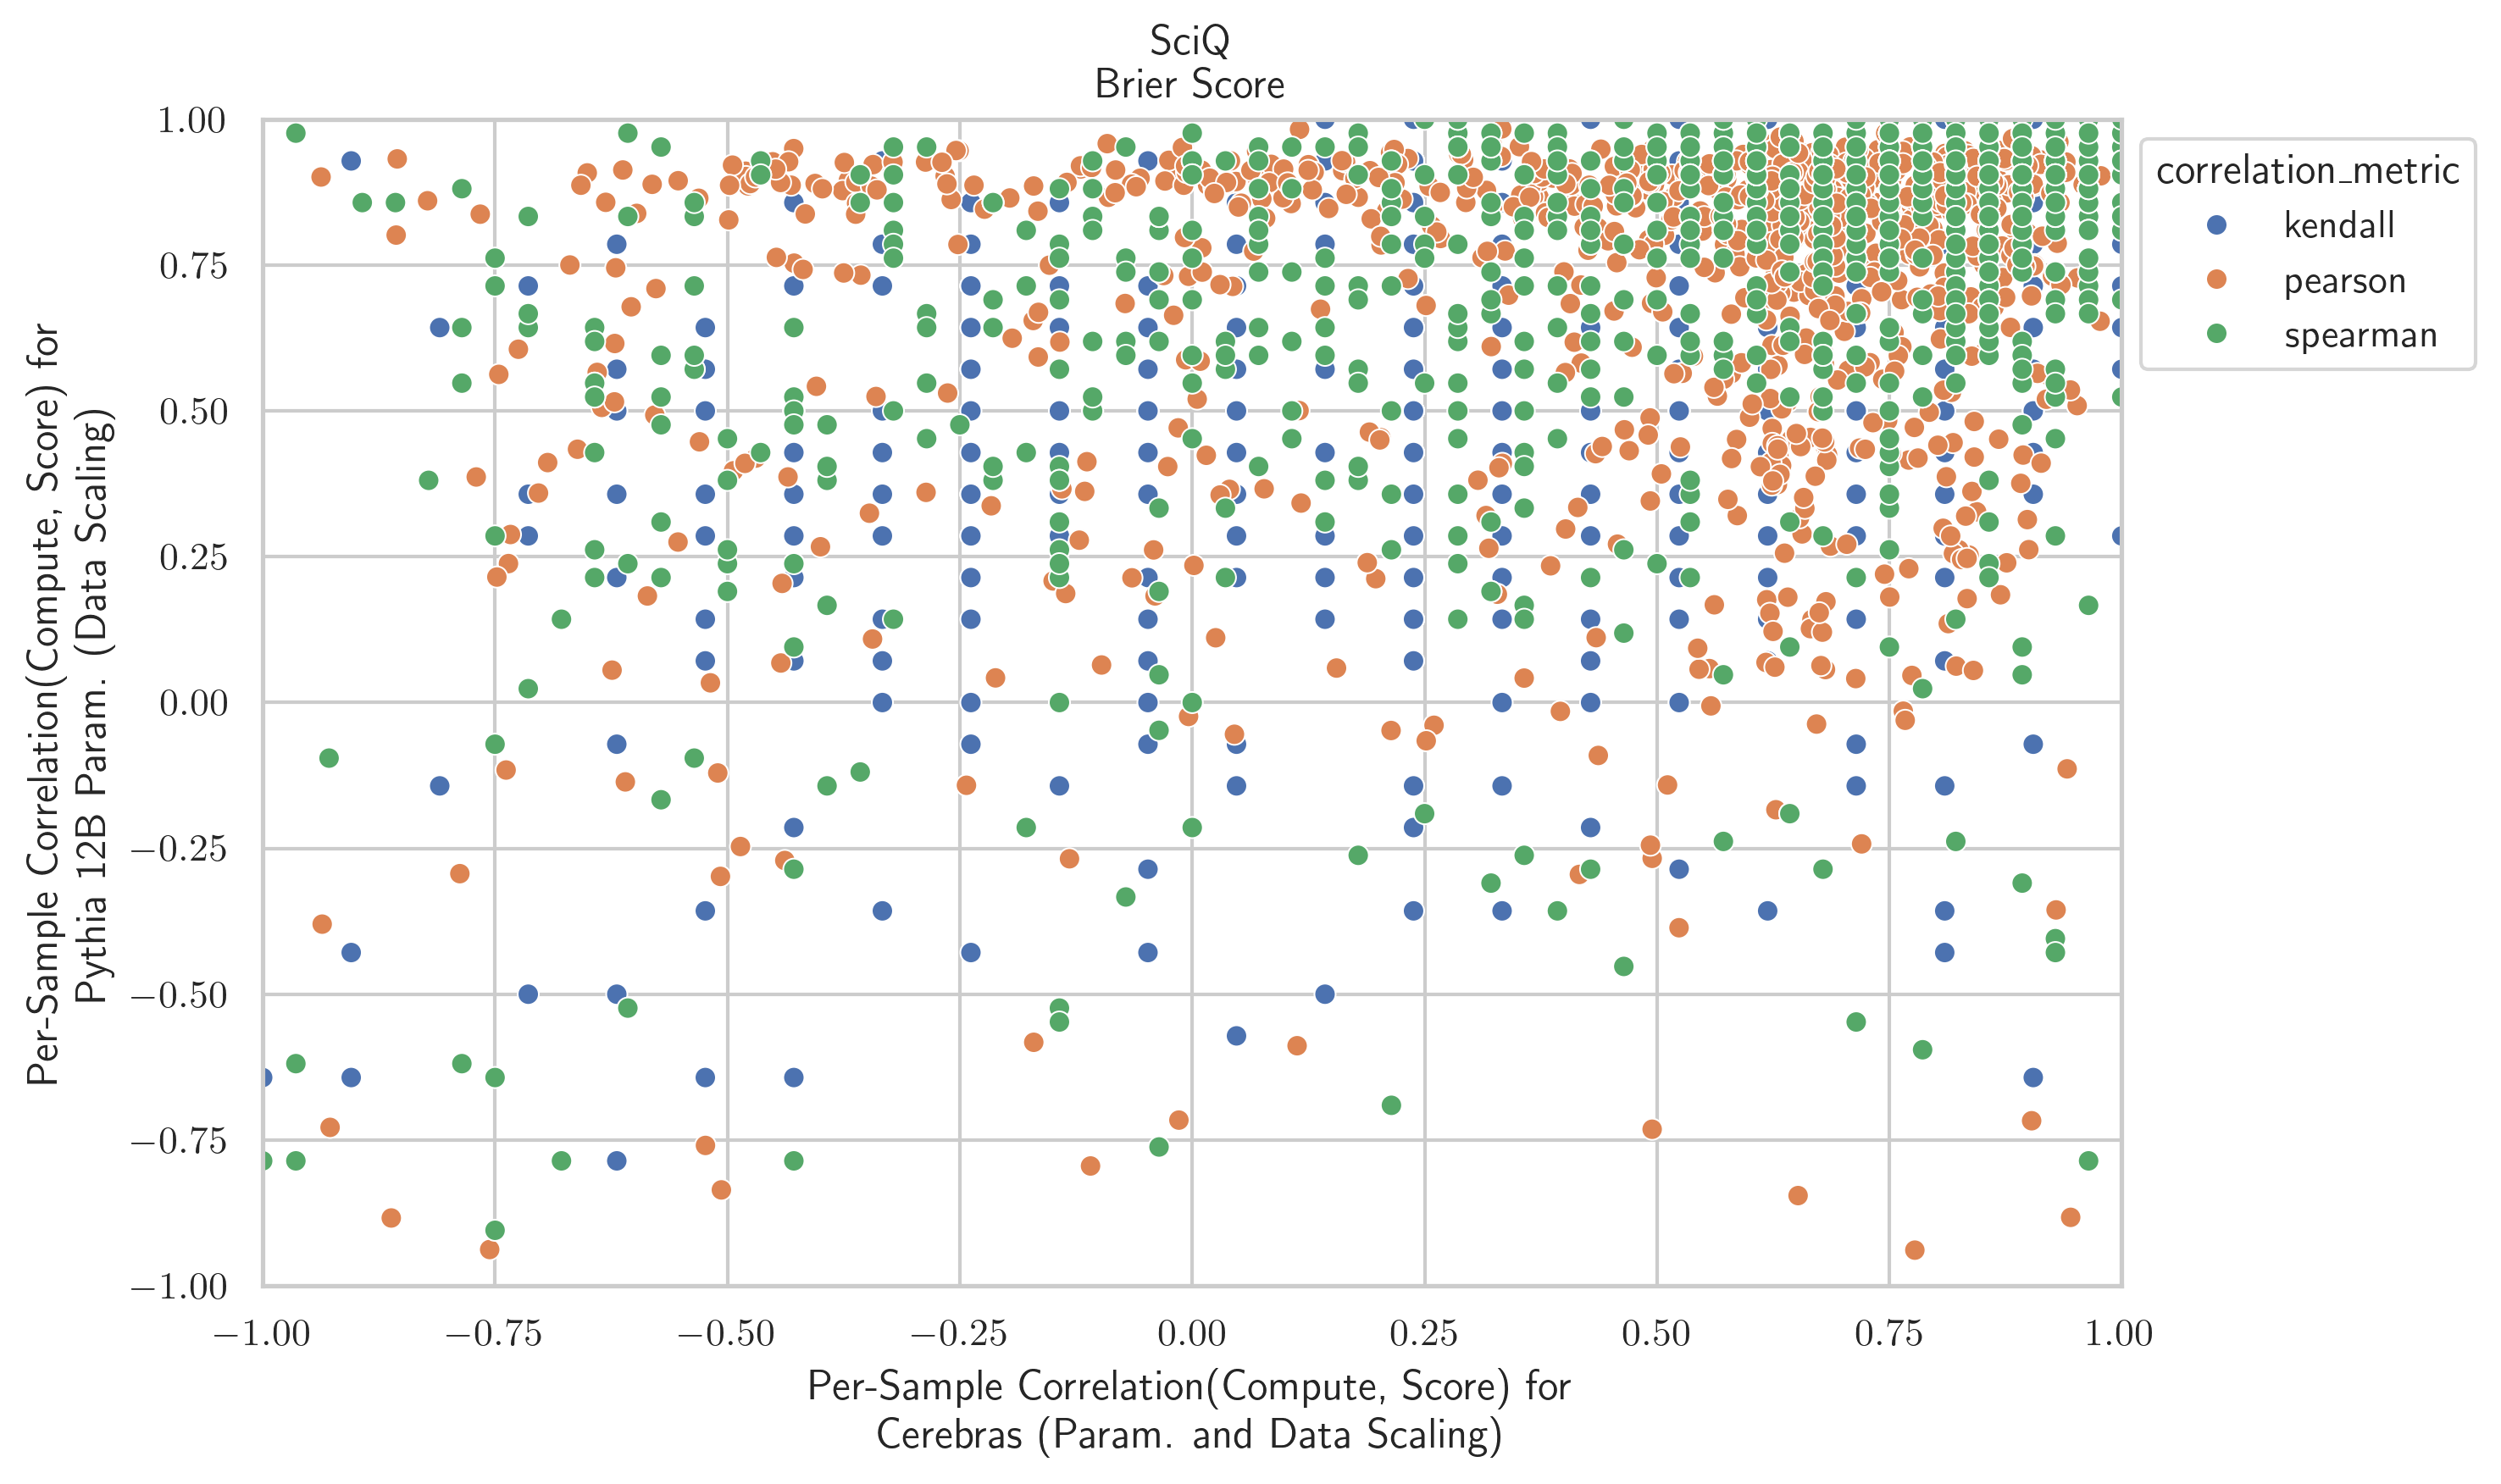 SciQ
Brier Score
Per-Sample Correlation(Compute, Score) for
Pythia 12B Param. (Data Scaling)
1.00
0.75
0.50
0.25
0.00
−0.25
−0.50
−0.75
−1.00
−1.00 −0.75 −0.50 −0.25 0.00 0.25 0.50 0.75 1.00
Per-Sample Correlation(Compute, Score) for
Cerebras (Param. and Data Scaling)
correlation_metric
kendall
pearson
spearman